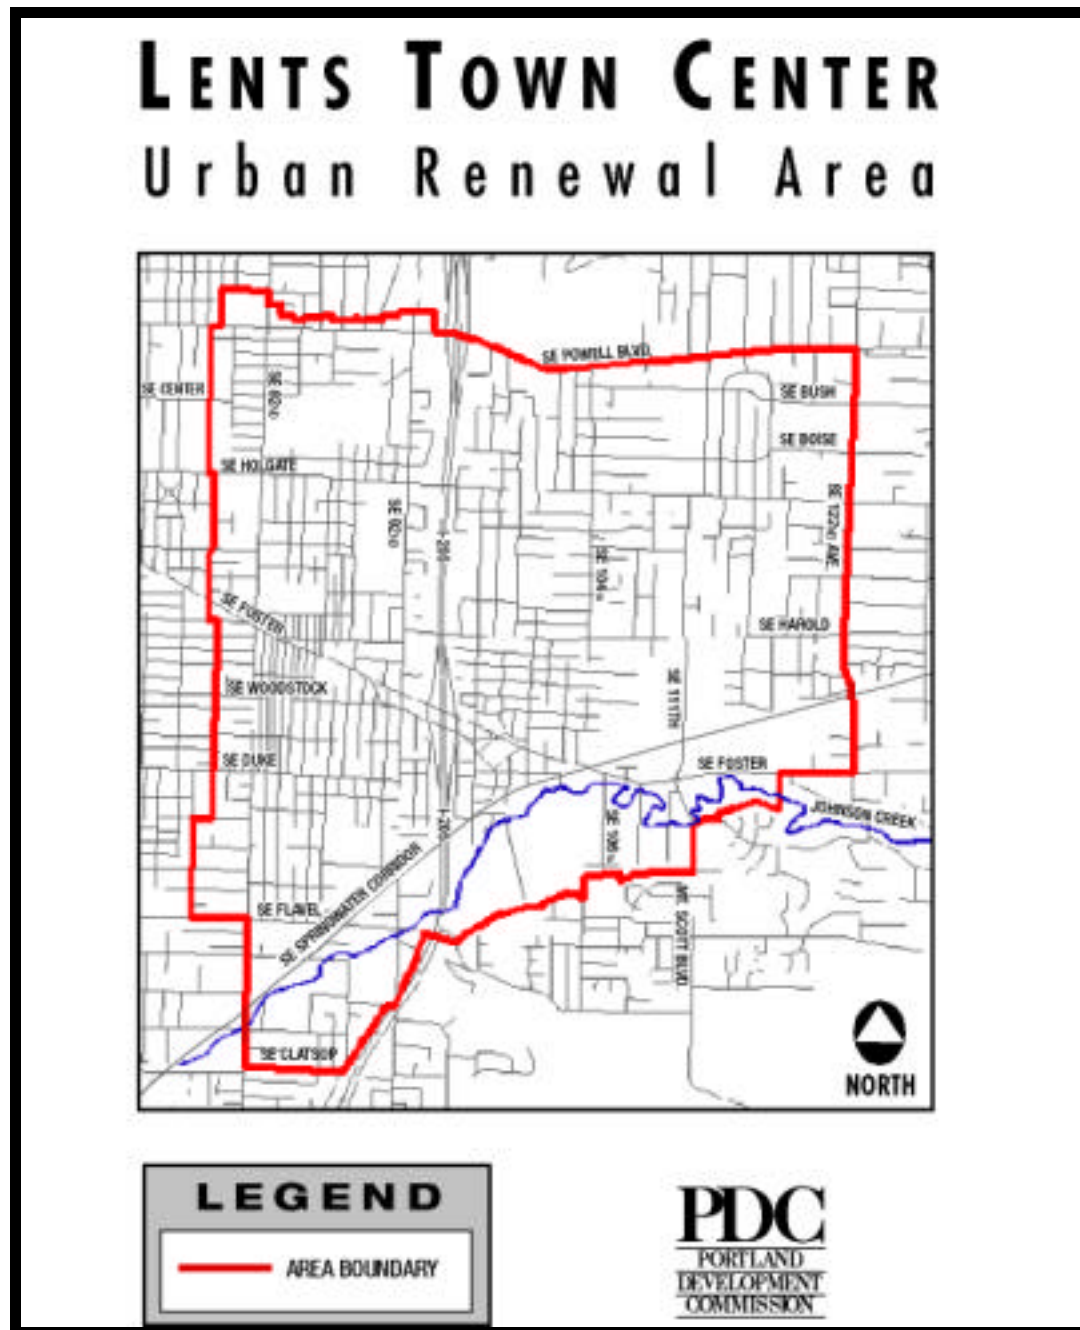 LENTS TOWN CENTER
Urban Renewal Area
SE POWELL BLVD.
SE CENTER
SE 82ND
SE BUSH
SE BOISE
SE HOLGATE
SE 92ND
I-205
SE 122ND AVE.
SE 104TH
SE FOSTER
SE HAROLD
SE WOODSTOCK
SE 111TH
SE DUKE
SE FOSTER
JOHNSON CREEK
I-205
SE 106TH
SE SPRINGWATER CORRIDOR
SE FLAVEL
MT. SCOTT BLVD
SE CLATSOP
NORTH
LEGEND
AREA BOUNDARY
PDC
PORTLAND
DEVELOPMENT
COMMISSION